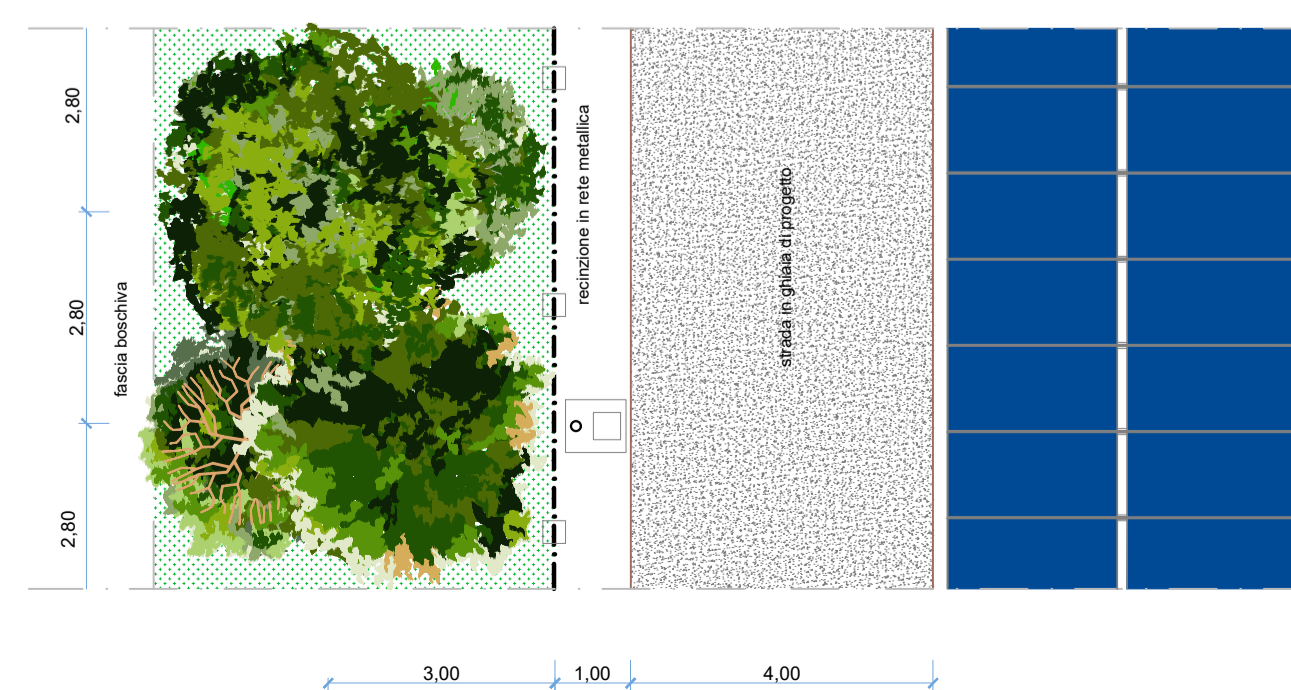 2,80
2,80
2,80
fascia boschiva
recinzione in rete metallica
strada in ghiaia di progetto
3,00
1,00
4,00